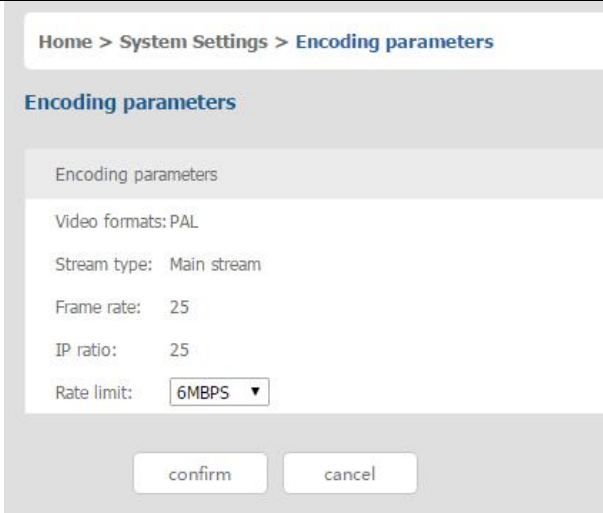 Home > System Settings > Encoding parameters
Encoding parameters
Encoding parameters
Video formats: PAL
Stream type: Main stream
Frame rate: 25
IP ratio: 25
Rate limit: 6MBPS ▼
confirm cancel